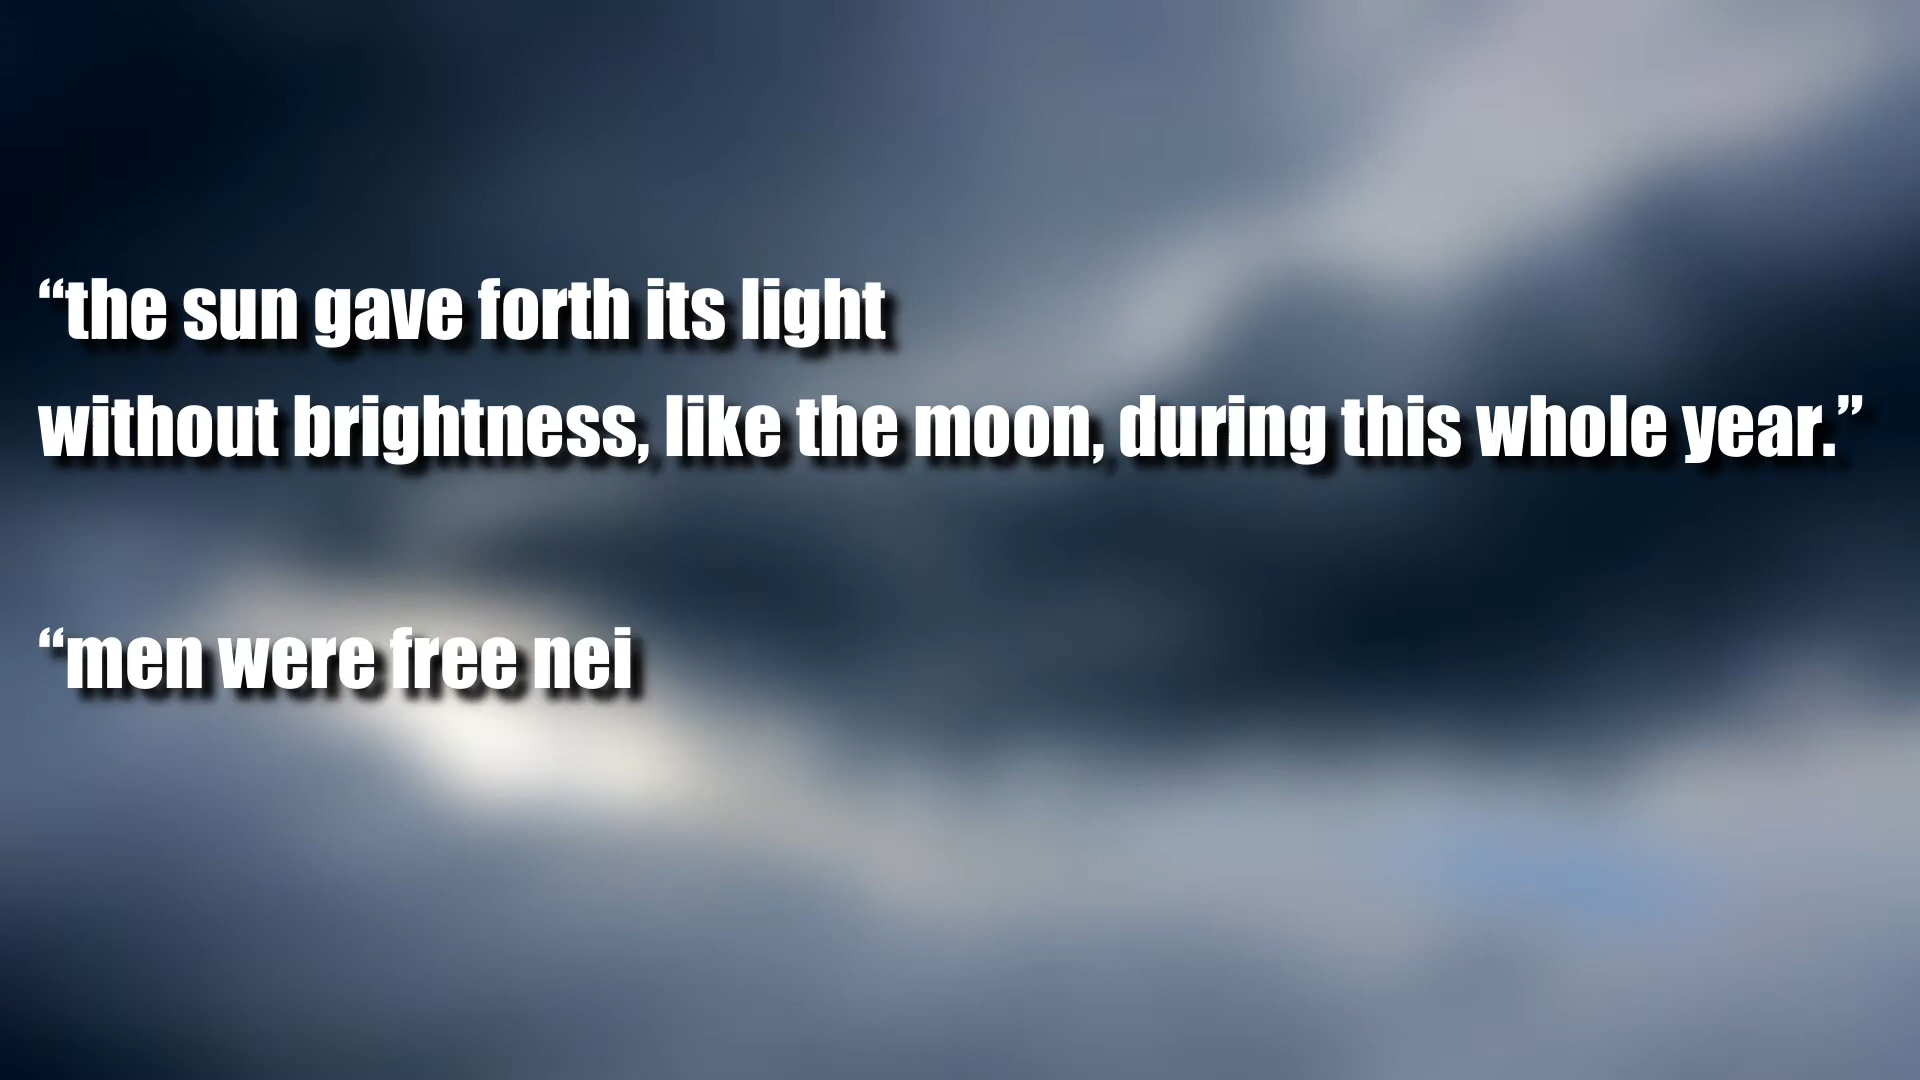 “the sun gave forth its light
without brightness, like the moon, during this whole year.”
“men were free nei